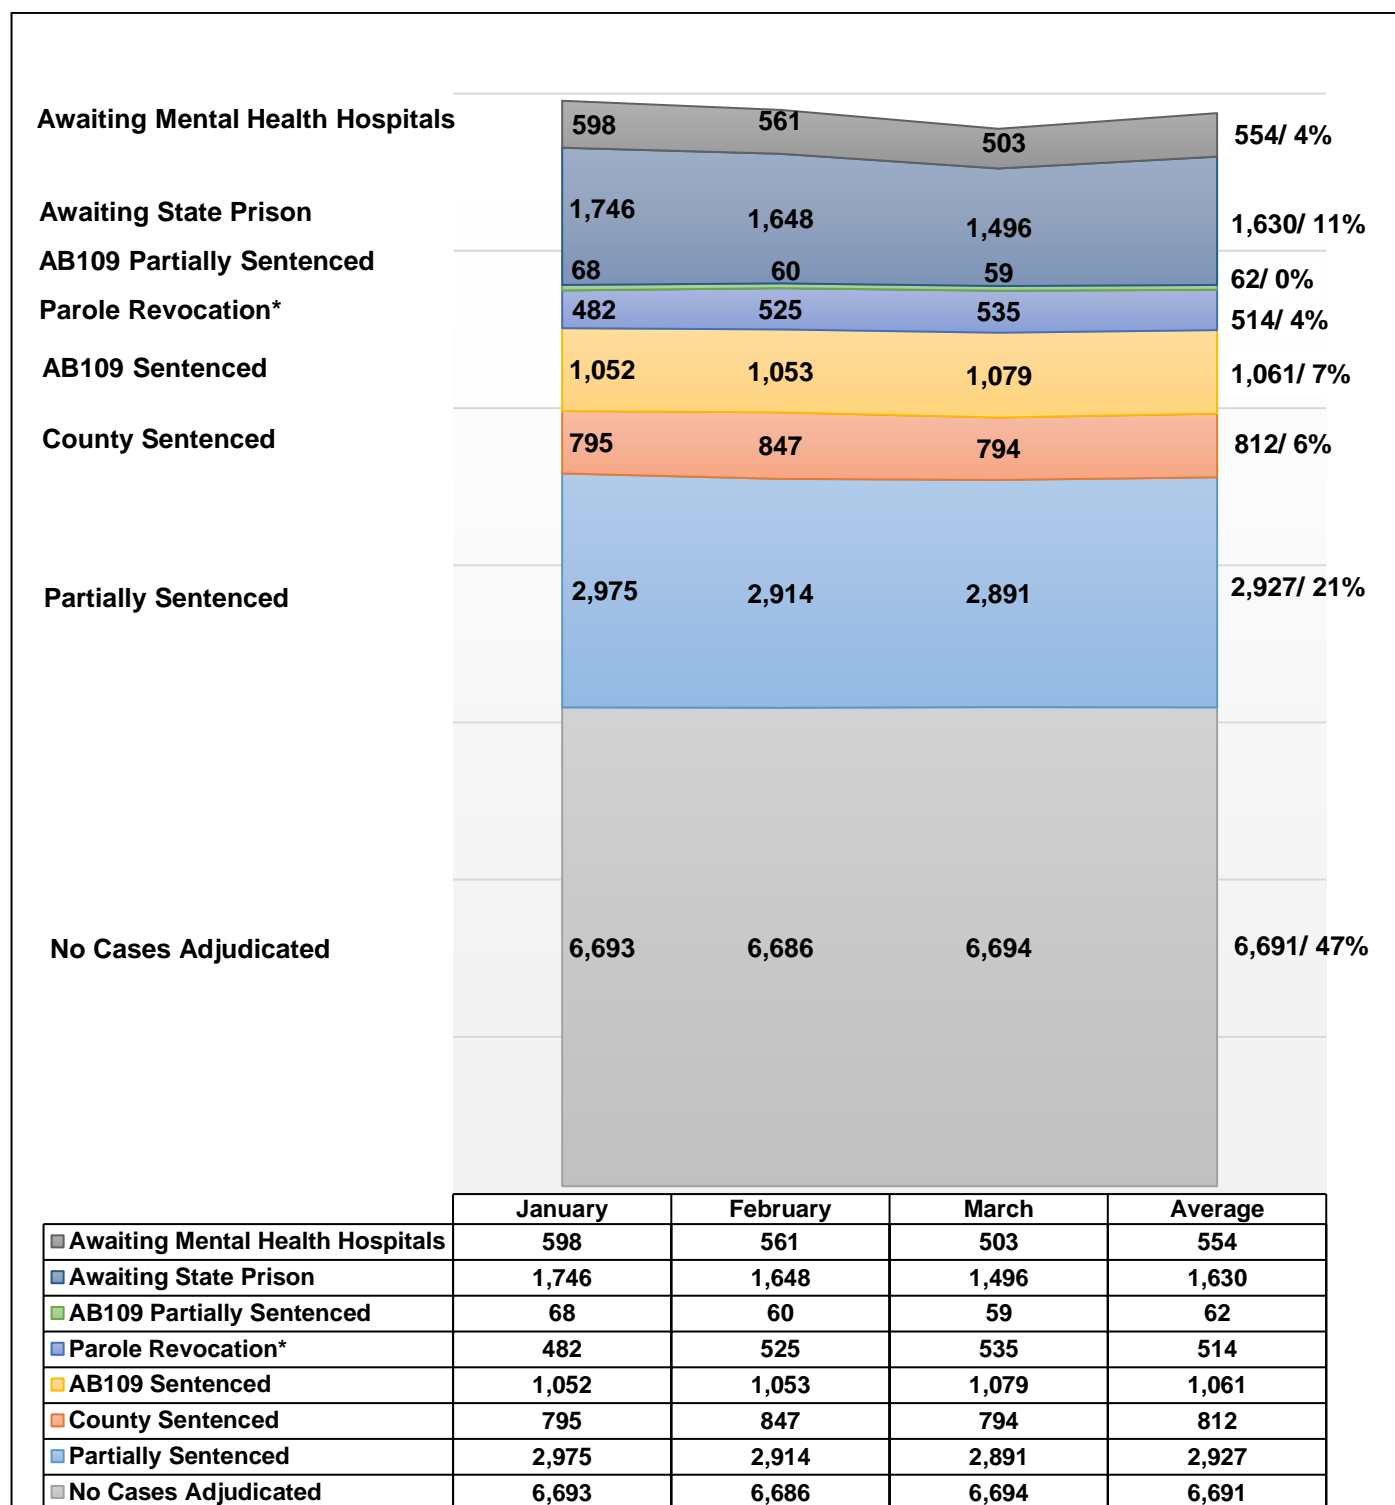 Awaiting Mental Health Hospitals 598 561 503 554/ 4%
Awaiting State Prison 1,746 1,648 1,496 1,630/ 11%
AB109 Partially Sentenced 68 60 59 62/ 0%
Parole Revocation* 482 525 535 514/ 4%
AB109 Sentenced 1,052 1,053 1,079 1,061/ 7%
County Sentenced 795 847 794 812/ 6%
Partially Sentenced 2,975 2,914 2,891 2,927/ 21%
No Cases Adjudicated 6,693 6,686 6,694 6,691/ 47%
January February March Average
Awaiting Mental Health Hospitals 598 561 503 554
Awaiting State Prison 1,746 1,648 1,496 1,630
AB109 Partially Sentenced 68 60 59 62
Parole Revocation* 482 525 535 514
AB109 Sentenced 1,052 1,053 1,079 1,061
County Sentenced 795 847 794 812
Partially Sentenced 2,975 2,914 2,891 2,927
No Cases Adjudicated 6,693 6,686 6,694 6,691